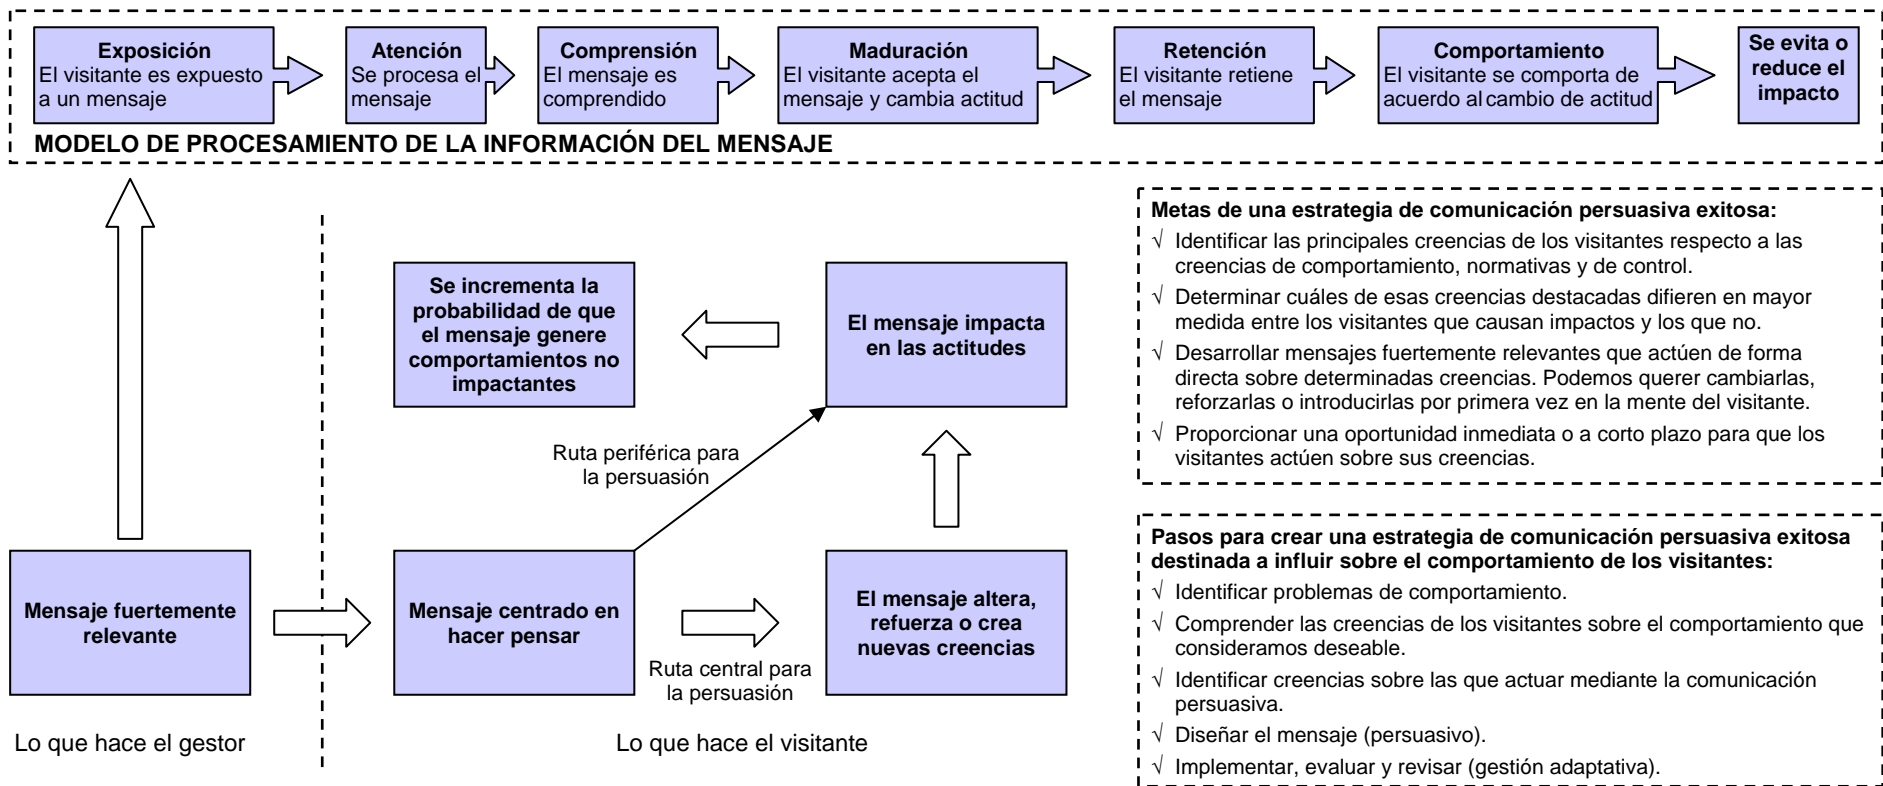 Exposición
El visitante es expuesto
a un mensaje
Atención
Se procesa el
mensaje
Comprensión
El mensaje es
comprendido
Maduración
El visitante acepta el
mensaje y cambia actitud
Retención
El visitante retiene
el mensaje
Comportamiento
El visitante se comporta de
acuerdo al cambio de actitud
Se evita o
reduce el
impacto
MODELO DE PROCESAMIENTO DE LA INFORMACIÓN DEL MENSAJE
Se incrementa la
probabilidad de que
el mensaje genere
comportamientos no
impactantes
El mensaje impacta
en las actitudes
Ruta periférica para
la persuasión
Mensaje fuertemente
relevante
Mensaje centrado en
hacer pensar
Ruta central para
la persuasión
El mensaje altera,
refuerza o crea
nuevas creencias
Lo que hace el gestor
Lo que hace el visitante
Metas de una estrategia de comunicación persuasiva exitosa:
√ Identificar las principales creencias de los visitantes respecto a las
creencias de comportamiento, normativas y de control.
√ Determinar cuáles de esas creencias destacadas difieren en mayor
medida entre los visitantes que causan impactos y los que no.
√ Desarrollar mensajes fuertemente relevantes que actúen de forma
directa sobre determinadas creencias. Podemos querer cambiarlas,
reforzarlas o introducirlas por primera vez en la mente del visitante.
√ Proporcionar una oportunidad inmediata o a corto plazo para que los
visitantes actúen sobre sus creencias.
Pasos para crear una estrategia de comunicación persuasiva exitosa
destinada a influir sobre el comportamiento de los visitantes:
√ Identificar problemas de comportamiento.
√ Comprender las creencias de los visitantes sobre el comportamiento que
consideramos deseable.
√ Identificar creencias sobre las que actuar mediante la comunicación
persuasiva.
√ Diseñar el mensaje (persuasivo).
√ Implementar, evaluar y revisar (gestión adaptativa).